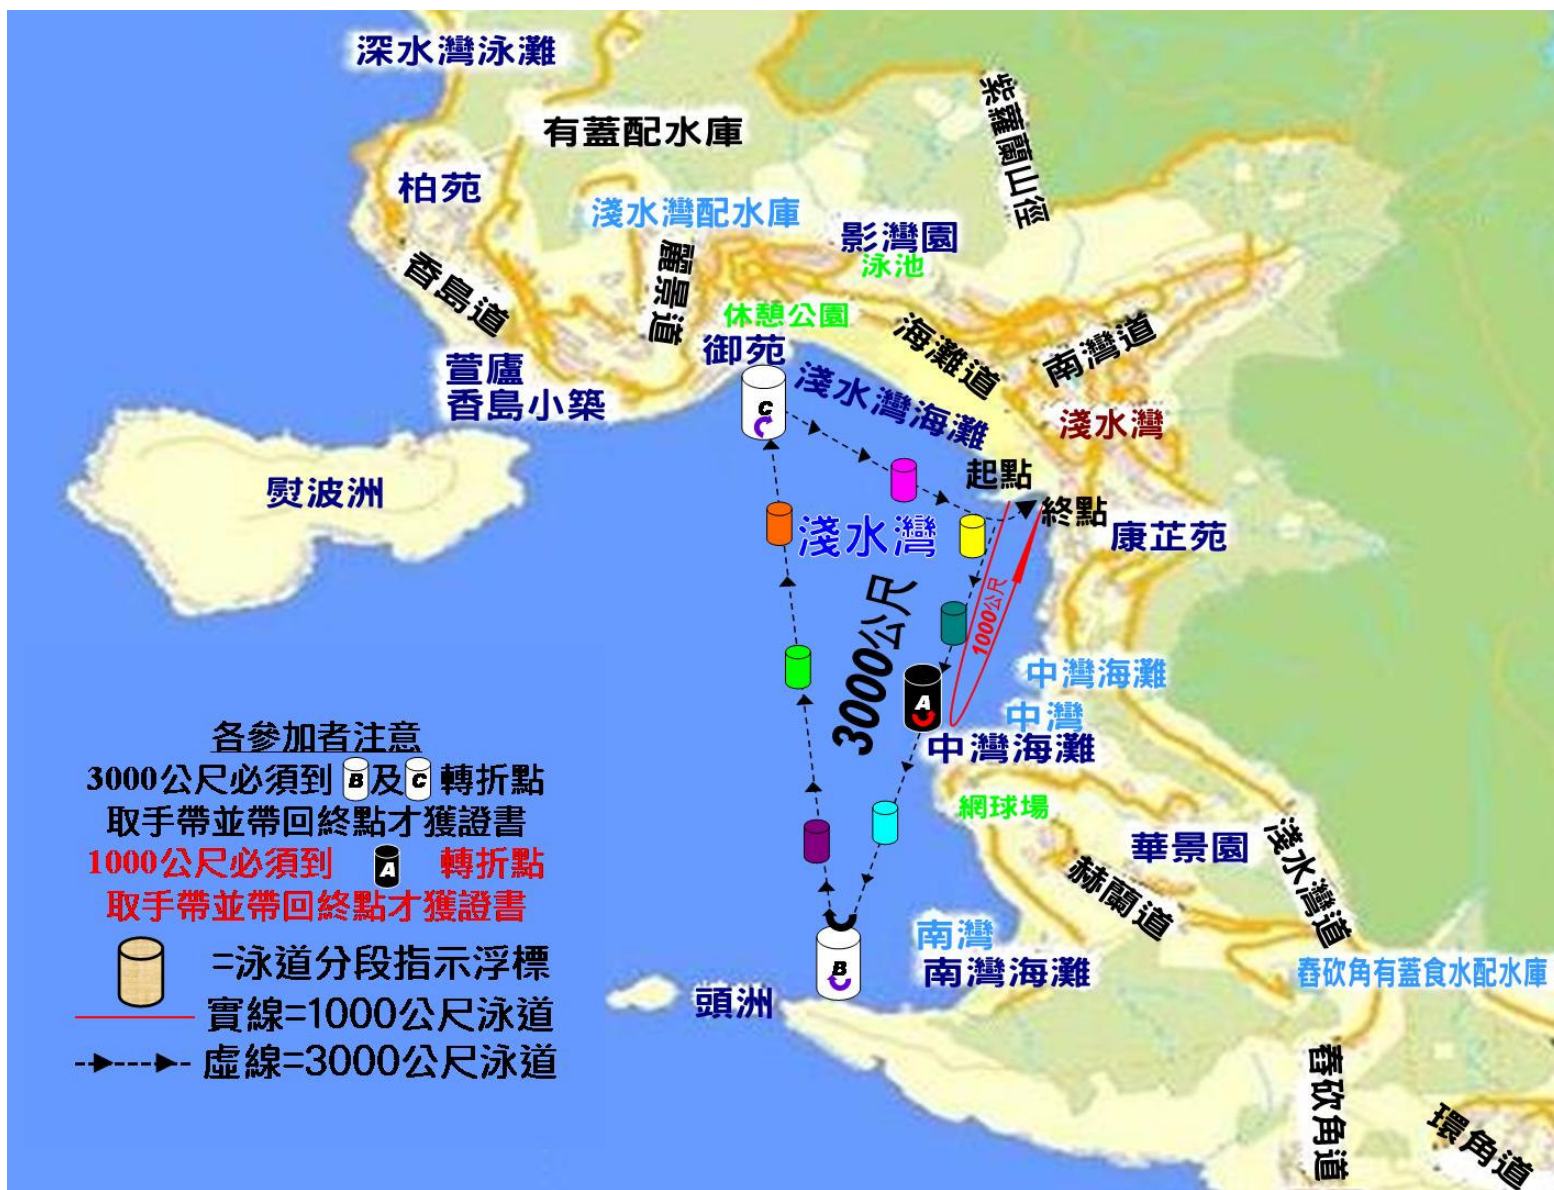 深水灣泳灘
有蓋配水庫
紫羅蘭山徑
柏苑
淺水灣配水庫
影灣園
泳池
香島道
麗景道
休憩公園
御苑
海灘道
南灣道
萱廬
香島小築
C
淺水灣海灘
淺水灣
起點
終點
熨波洲
淺水灣
康芷苑
3000公尺
1000公尺
A
中灣海灘
中灣
中灣海灘
網球場
華景園
赫蘭道
淺水灣道
B
南灣
南灣海灘
舂砍角有蓋食水配水庫
頭洲
舂砍角道
環角道
各參加者注意
3000公尺必須到 B 及 C 轉折點
取手帶並帶回終點才獲證書
1000公尺必須到 A 轉折點
取手帶並帶回終點才獲證書
=泳道分段指示浮標
實線=1000公尺泳道
虛線=3000公尺泳道